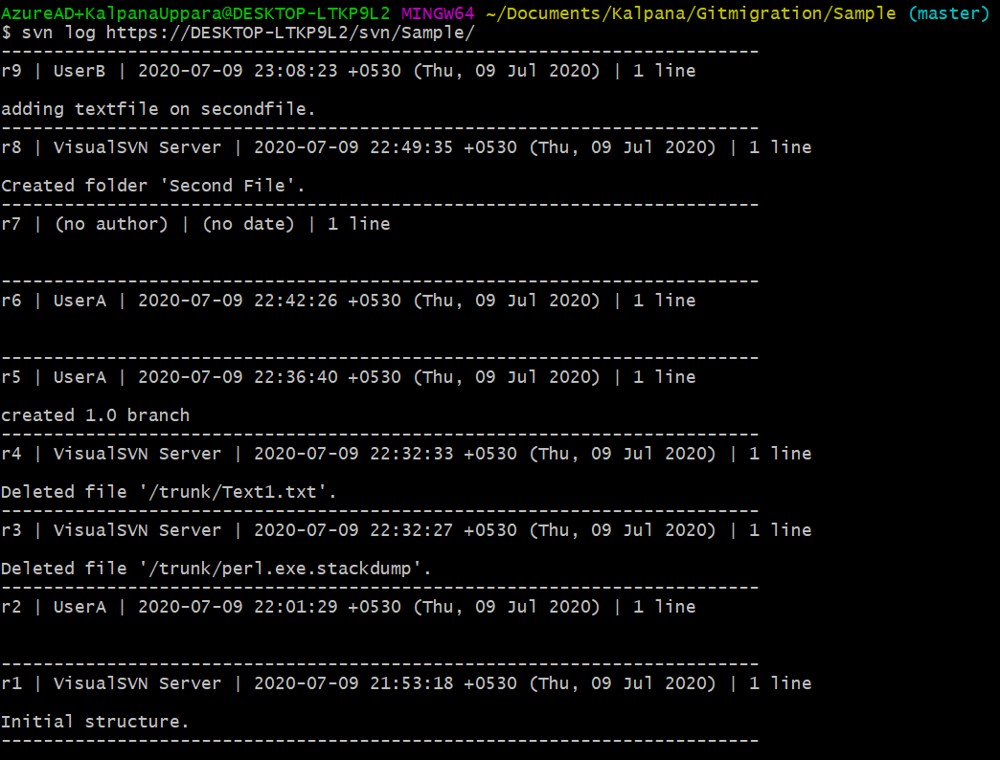 AzureAD+KalpanaUppara@DESKTOP-LTKP9L2 MINGW64 ~/Documents/Kalpana/Gitmigration/Sample (master)
$ svn log https://DESKTOP-LTKP9L2/svn/Sample/
------------------------------------------------------------------------
r9 | UserB | 2020-07-09 23:08:23 +0530 (Thu, 09 Jul 2020) | 1 line
adding textfile on secondfile.
------------------------------------------------------------------------
r8 | VisualSVN Server | 2020-07-09 22:49:35 +0530 (Thu, 09 Jul 2020) | 1 line
Created folder 'Second File'.
------------------------------------------------------------------------
r7 | (no author) | (no date) | 1 line
------------------------------------------------------------------------
r6 | UserA | 2020-07-09 22:42:26 +0530 (Thu, 09 Jul 2020) | 1 line
------------------------------------------------------------------------
r5 | UserA | 2020-07-09 22:36:40 +0530 (Thu, 09 Jul 2020) | 1 line
created 1.0 branch
------------------------------------------------------------------------
r4 | VisualSVN Server | 2020-07-09 22:32:33 +0530 (Thu, 09 Jul 2020) | 1 line
Deleted file '/trunk/Text1.txt'.
------------------------------------------------------------------------
r3 | VisualSVN Server | 2020-07-09 22:32:27 +0530 (Thu, 09 Jul 2020) | 1 line
Deleted file '/trunk/perl.exe.stackdump'.
------------------------------------------------------------------------
r2 | UserA | 2020-07-09 22:01:29 +0530 (Thu, 09 Jul 2020) | 1 line
------------------------------------------------------------------------
r1 | VisualSVN Server | 2020-07-09 21:53:18 +0530 (Thu, 09 Jul 2020) | 1 line
Initial structure.
------------------------------------------------------------------------